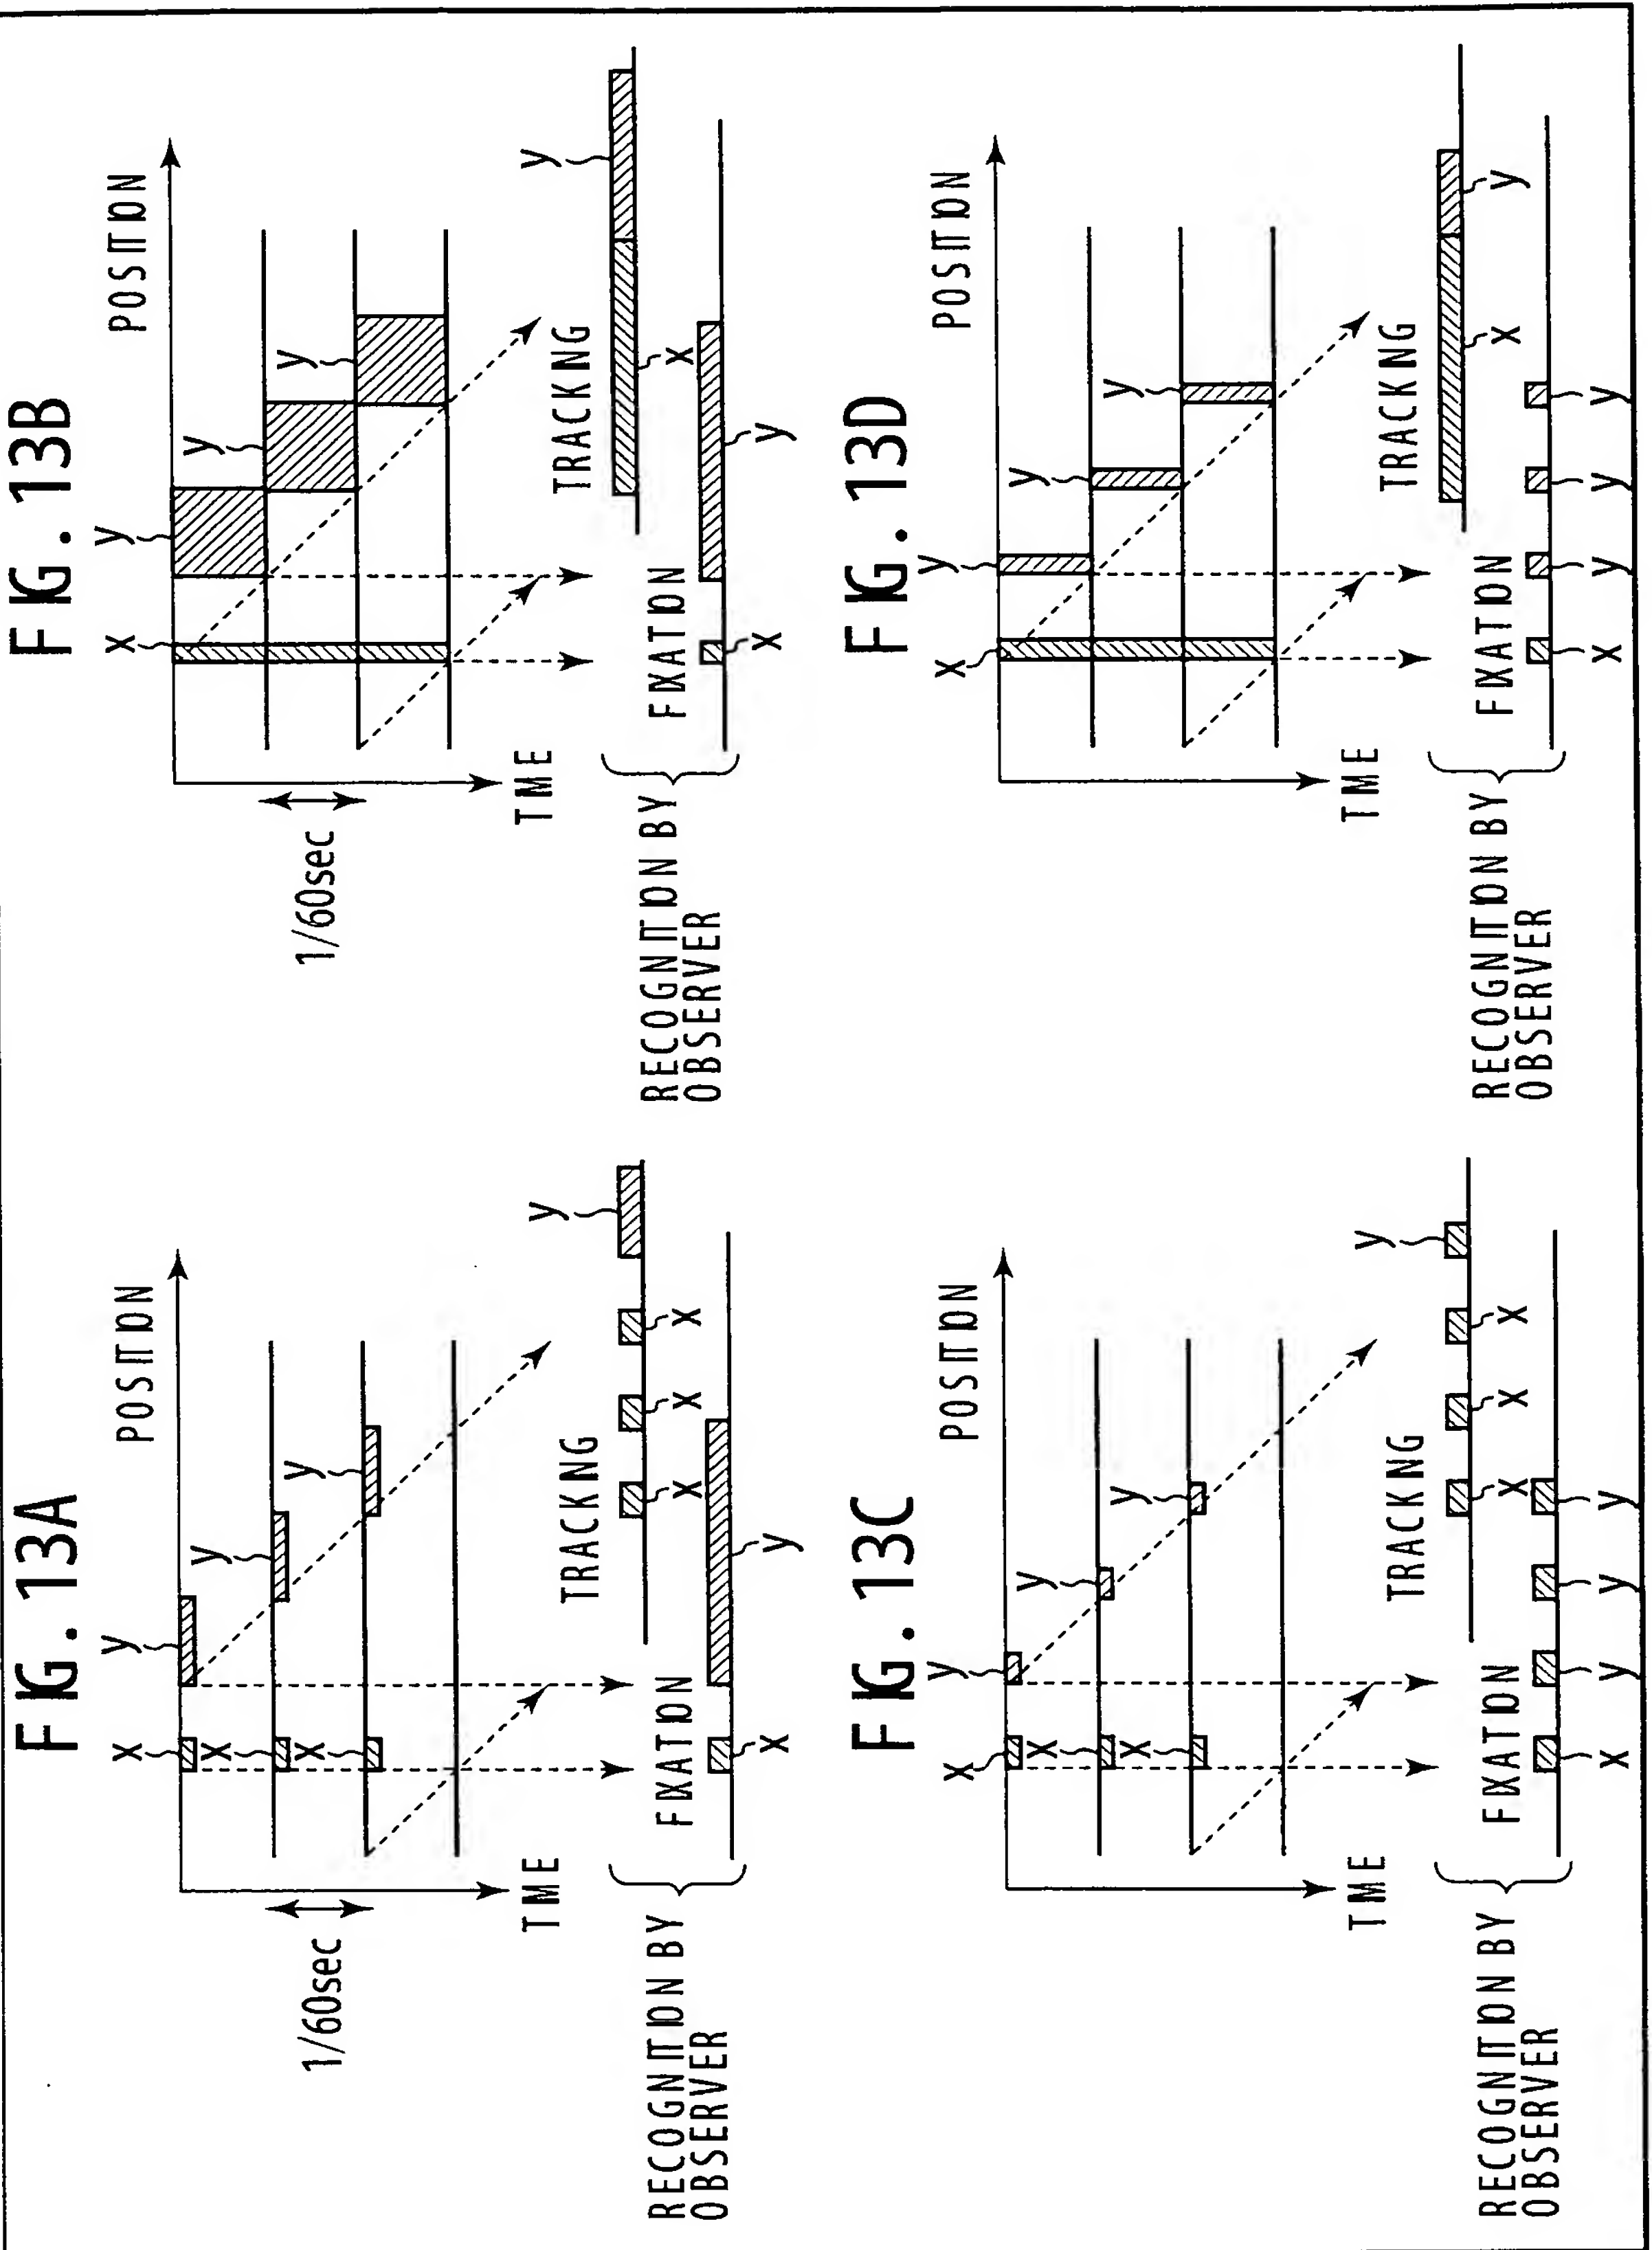 FIG. 13A
POSITION
x
y
x
y
x
y
1/60sec
TIME
TRACKING
y
x
x
x
FIXATION
x
y
RECOGNITION BY
OBSERVER
FIG. 13B
POSITION
x
y
y
y
1/60sec
TIME
TRACKING
y
x
FIXATION
x
y
RECOGNITION BY
OBSERVER
FIG. 13C
POSITION
x
y
x
y
x
y
TIME
TRACKING
y
x
x
x
FIXATION
x
y
y
y
RECOGNITION BY
OBSERVER
FIG. 13D
POSITION
x
y
y
y
TIME
TRACKING
y
x
FIXATION
x
y
y
y
RECOGNITION BY
OBSERVER